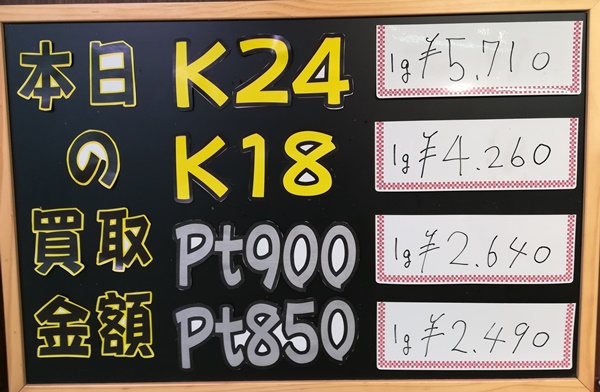 本日 K24 1g ¥5,710
の K18 1g ¥4.260
買取 Pt900 1g ¥2.640
金額 Pt850 1g ¥2.490